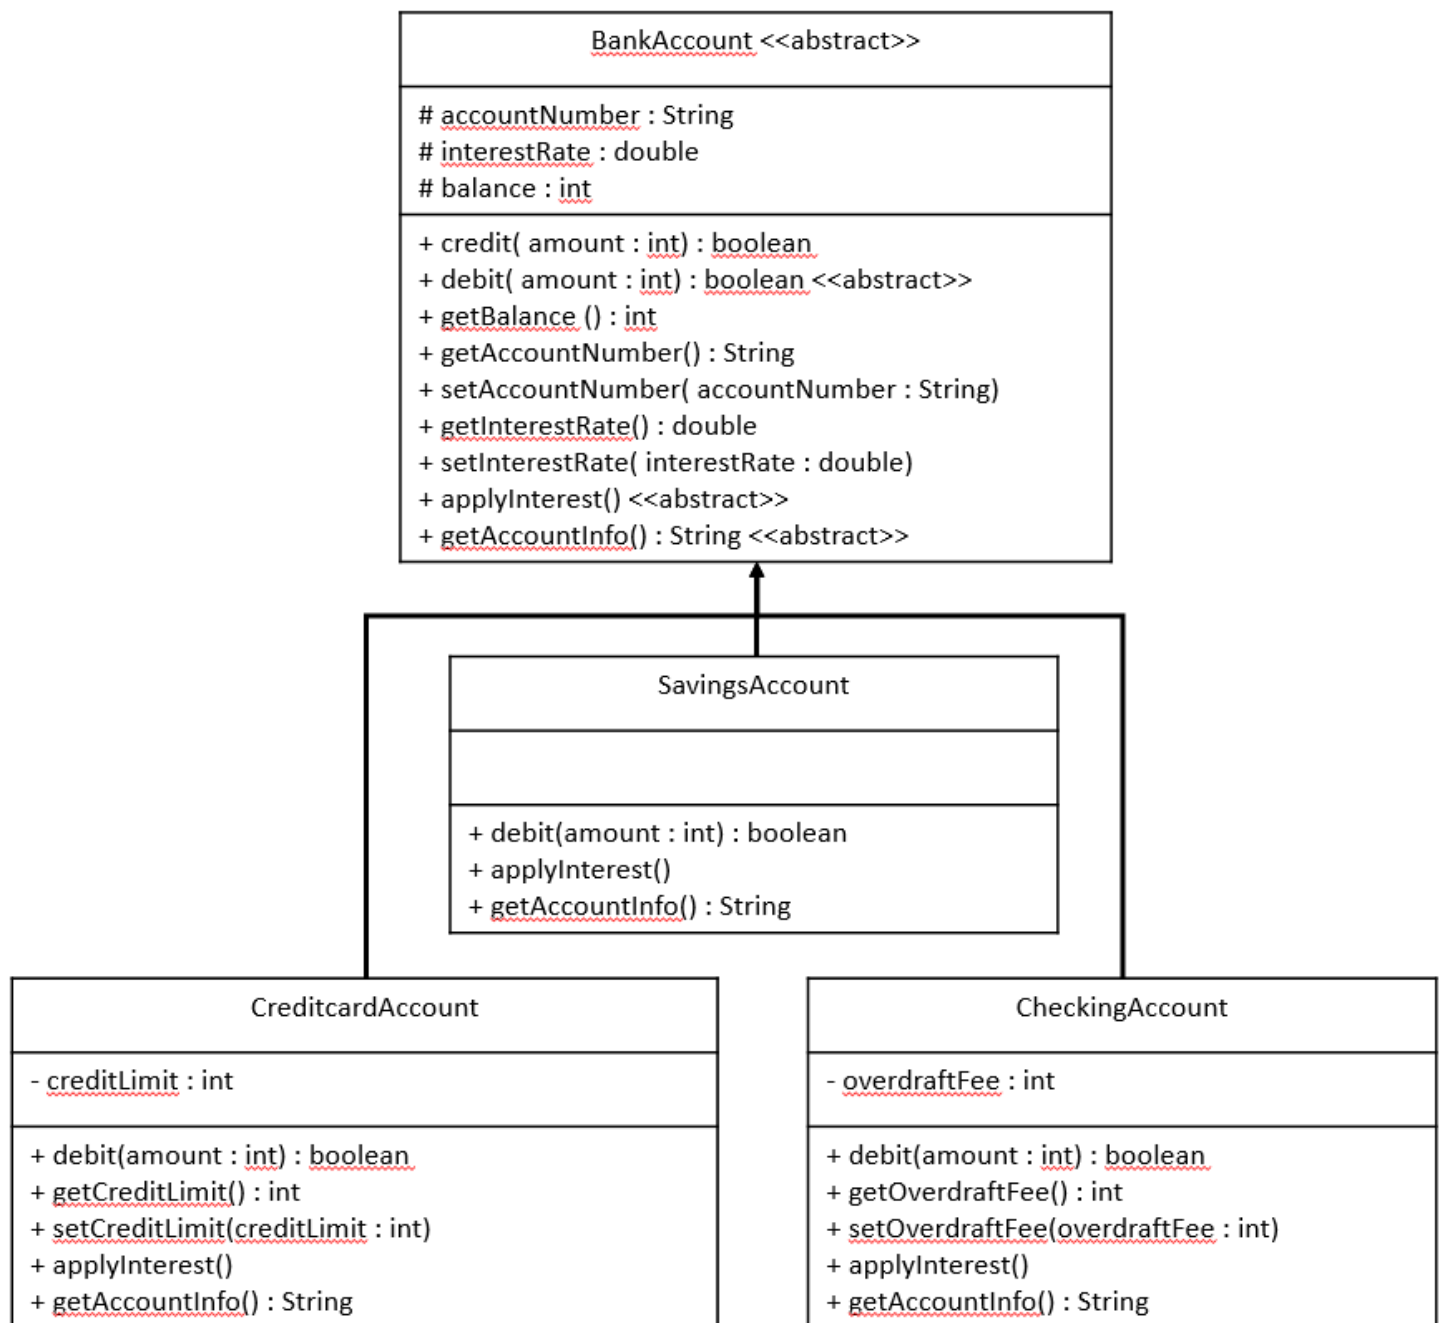 BankAccount <<abstract>>
# accountNumber : String
# interestRate : double
# balance : int
+ credit( amount : int) : boolean
+ debit( amount : int) : boolean <<abstract>>
+ getBalance () : int
+ getAccountNumber() : String
+ setAccountNumber( accountNumber : String)
+ getInterestRate() : double
+ setInterestRate( interestRate : double)
+ applyInterest() <<abstract>>
+ getAccountInfo() : String <<abstract>>
SavingsAccount
+ debit(amount : int) : boolean
+ applyInterest()
+ getAccountInfo() : String
CreditcardAccount
- creditLimit : int
+ debit(amount : int) : boolean
+ getCreditLimit() : int
+ setCreditLimit(creditLimit : int)
+ applyInterest()
+ getAccountInfo() : String
CheckingAccount
- overdraftFee : int
+ debit(amount : int) : boolean
+ getOverdraftFee() : int
+ setOverdraftFee(overdraftFee : int)
+ applyInterest()
+ getAccountInfo() : String